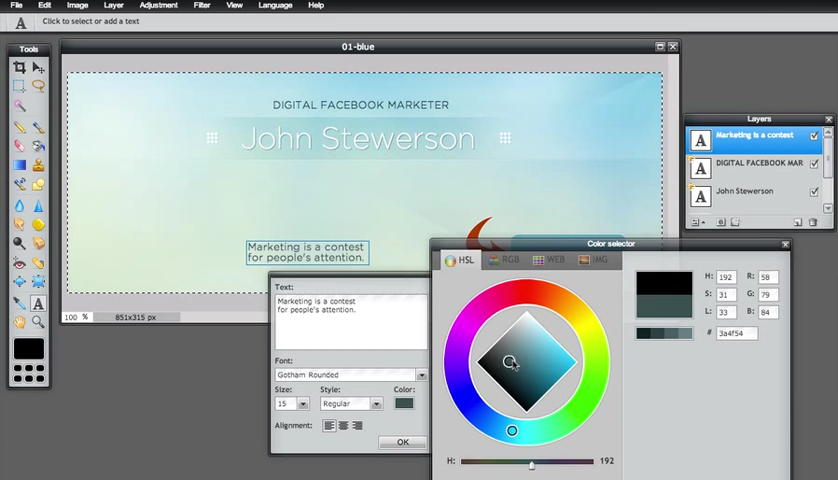 File Edit Image Layer Adjustment Filter View Language Help
A Click to select or add a text
Tools
01-blue
DIGITAL FACEBOOK MARKETER
John Stewerson
Marketing is a contest
for people's attention.
100 % 851x315 px
Layers
A Marketing is a contest
A DIGITAL FACEBOOK MAR
A John Stewerson
Text:
Marketing is a contest
for people's attention.
Font:
Gotham Rounded
Size: Style: Color:
15 Regular
Alignment:
OK
Color selector
HSL RGB WEB IMG
H: 192 R: 58
S: 31 G: 79
L: 33 B: 84
# 3a4f54
H: 192